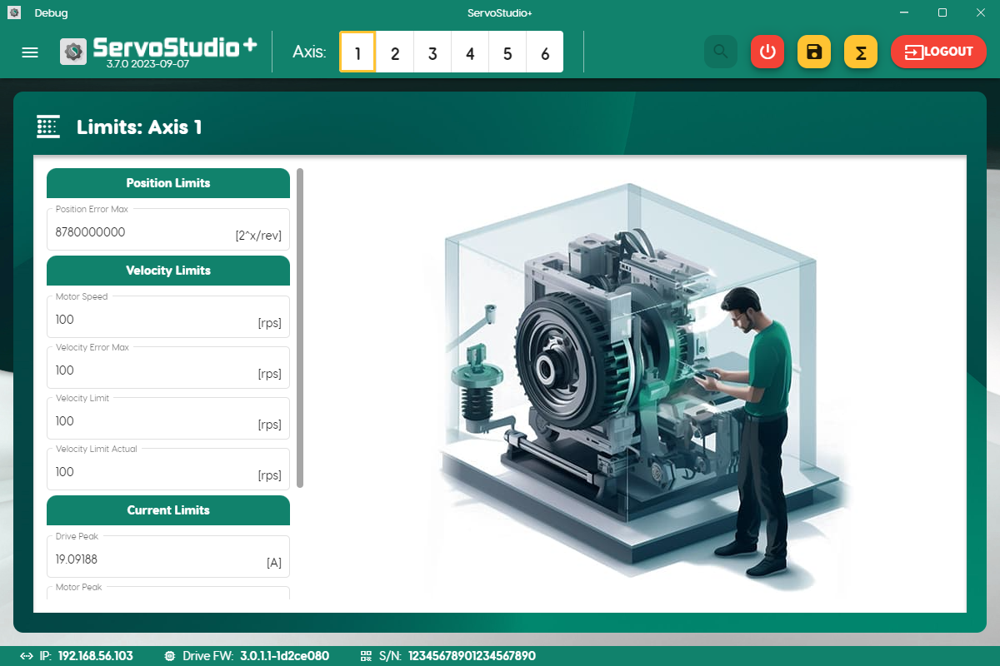 Debug
ServoStudio+
ServoStudio+
3.7.0 2023-09-07
Axis:
1 2 3 4 5 6
LOGOUT
Limits: Axis 1
Position Limits
Position Error Max
8780000000 [2^x/rev]
Velocity Limits
Motor Speed
100 [rps]
Velocity Error Max
100 [rps]
Velocity Limit
100 [rps]
Velocity Limit Actual
100 [rps]
Current Limits
Drive Peak
19.09188 [A]
Motor Peak
IP: 192.168.56.103 Drive FW: 3.0.1.1-1d2ce080 S/N: 12345678901234567890